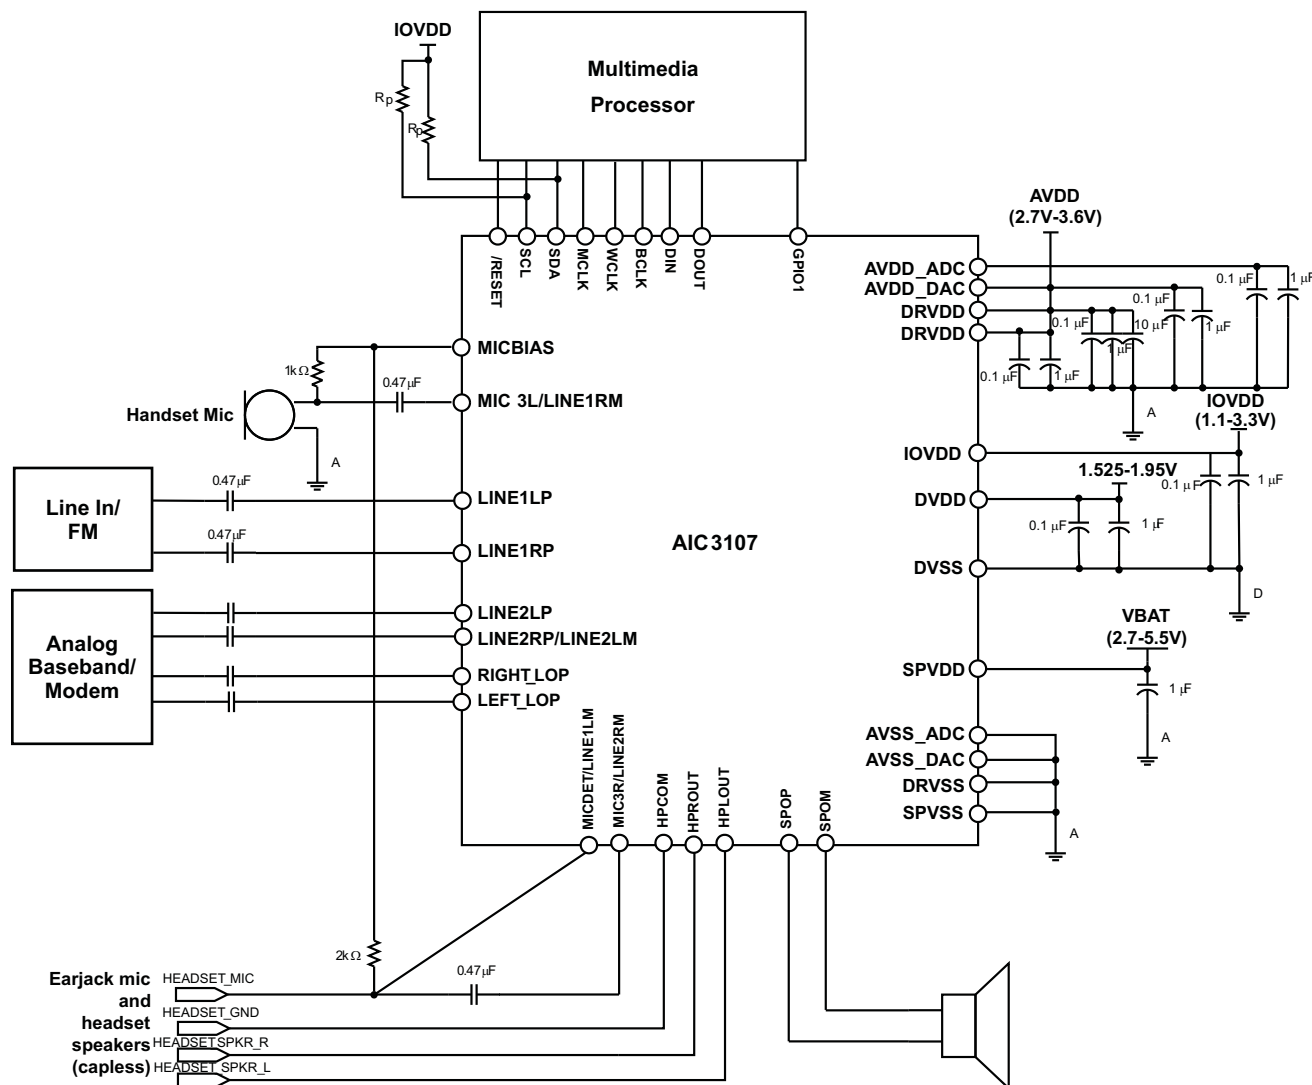 IOVDD
Multimedia
Processor
Rp
Rp
/RESET
SCL
SDA
MCLK
WCLK
BCLK
DIN
DOUT
GPIO1
AVDD
(2.7V-3.6V)
AVDD_ADC
AVDD_DAC
DRVDD
DRVDD
0.1 μF
1 μF
0.1 μF
1 μF
0.1 μF
1 μF
10 μF
0.1 μF
1 μF
A
MICBIAS
1kΩ
0.47μF
MIC 3L/LINE1RM
Handset Mic
A
IOVDD
(1.1-3.3V)
IOVDD
1.525-1.95V
0.1 μF
1 μF
DVDD
0.1 μF
1 μF
DVSS
D
Line In/
FM
0.47μF
LINE1LP
0.47μF
LINE1RP
AIC3107
Analog
Baseband/
Modem
LINE2LP
LINE2RP/LINE2LM
RIGHT_LOP
LEFT_LOP
VBAT
(2.7-5.5V)
SPVDD
1 μF
A
AVSS_ADC
AVSS_DAC
DRVSS
SPVSS
A
MICDET/LINE1LM
MIC3R/LINE2RM
HPCOM
HPROUT
HPLOUT
SPOP
SPOM
2kΩ
0.47μF
Earjack mic
and
headset
speakers
(capless)
HEADSET_MIC
HEADSET_GND
HEADSETSPKR_R
HEADSET_SPKR_L